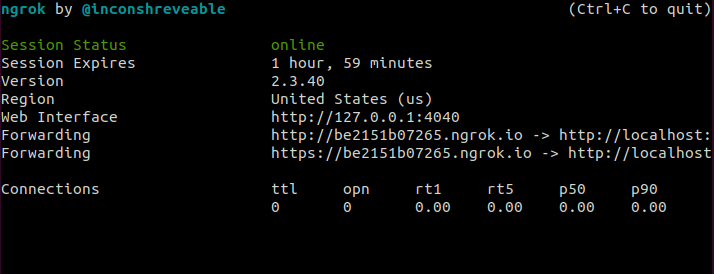 ngrok by @inconshreveable (Ctrl+C to quit)
Session Status online
Session Expires 1 hour, 59 minutes
Version 2.3.40
Region United States (us)
Web Interface http://127.0.0.1:4040
Forwarding http://be2151b07265.ngrok.io -> http://localhost:
Forwarding https://be2151b07265.ngrok.io -> http://localhost
Connections ttl opn rt1 rt5 p50 p90
0 0 0.00 0.00 0.00 0.00